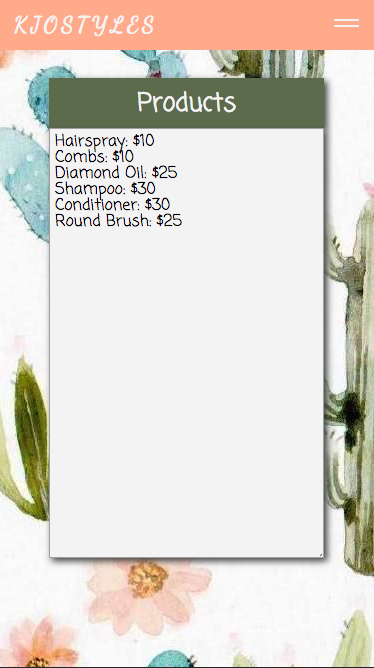 KJOSTYLES
Products
Hairspray: $10
Combs: $10
Diamond Oil: $25
Shampoo: $30
Conditioner: $30
Round Brush: $25